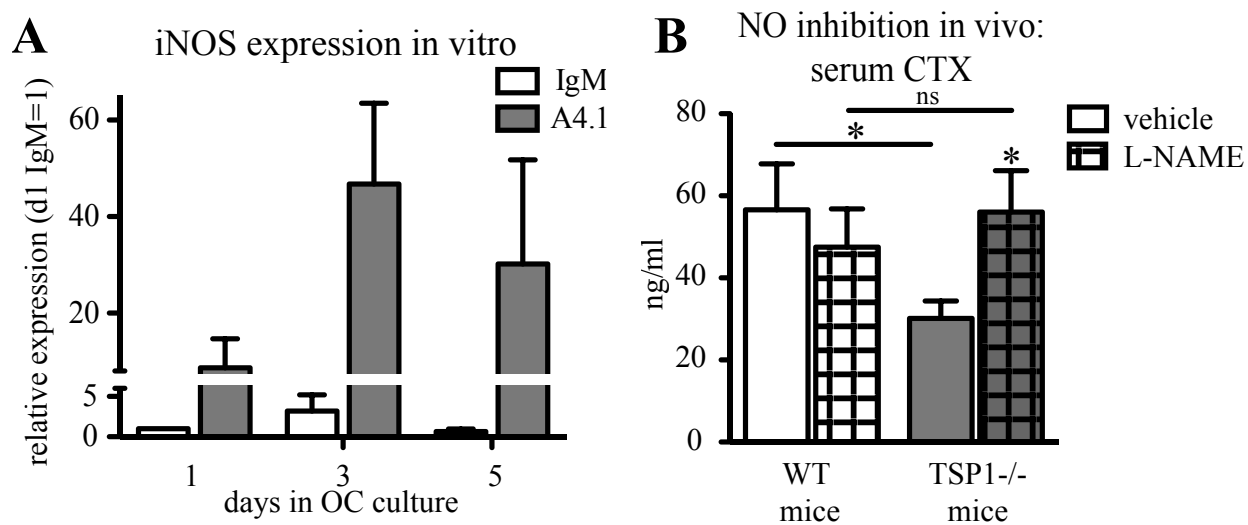 A
iNOS expression in vitro
IgM
A4.1
relative expression (d1 IgM=1)
60
40
20
5
0
1
3
5
days in OC culture
B
NO inhibition in vivo:
serum CTX
ns
*
*
vehicle
L-NAME
ng/ml
80
60
40
20
0
WT
mice
TSP1-/-
mice